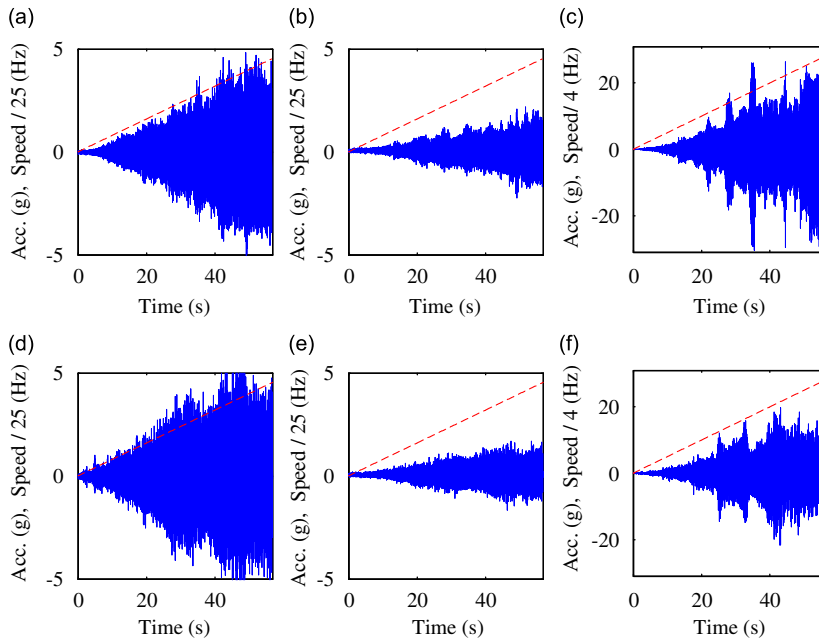 (a)
Acc. (g), Speed / 25 (Hz)
5
0
-5
0 20 40
Time (s)
(b)
Acc. (g), Speed / 25 (Hz)
5
0
-5
0 20 40
Time (s)
(c)
Acc. (g), Speed/ 4 (Hz)
20
0
-20
0 20 40
Time (s)
(d)
Acc. (g), Speed / 25 (Hz)
5
0
-5
0 20 40
Time (s)
(e)
Acc. (g), Speed / 25 (Hz)
5
0
-5
0 20 40
Time (s)
(f)
Acc. (g), Speed / 4 (Hz)
20
0
-20
0 20 40
Time (s)